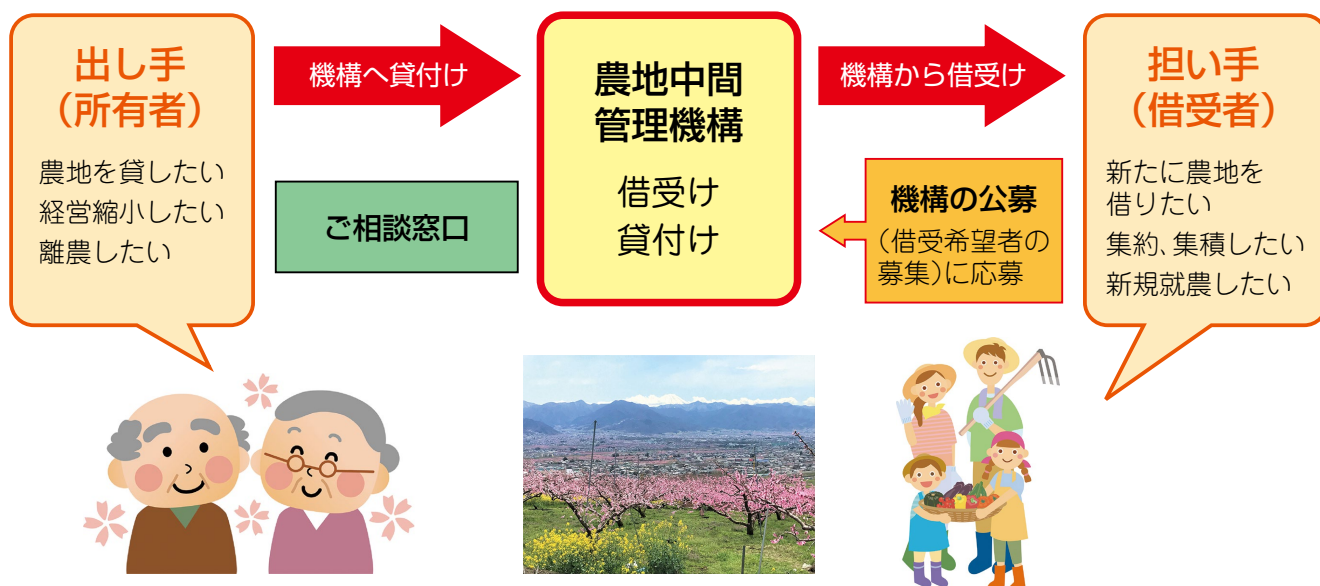 出し手
（所有者）
農地を貸したい
経営縮小したい
離農したい
機構へ貸付け
ご相談窓口
農地中間
管理機構
借受け
貸付け
機構から借受け
機構の公募
（借受希望者の
募集）に応募
担い手
（借受者）
新たに農地を
借りたい
集約、集積したい
新規就農したい